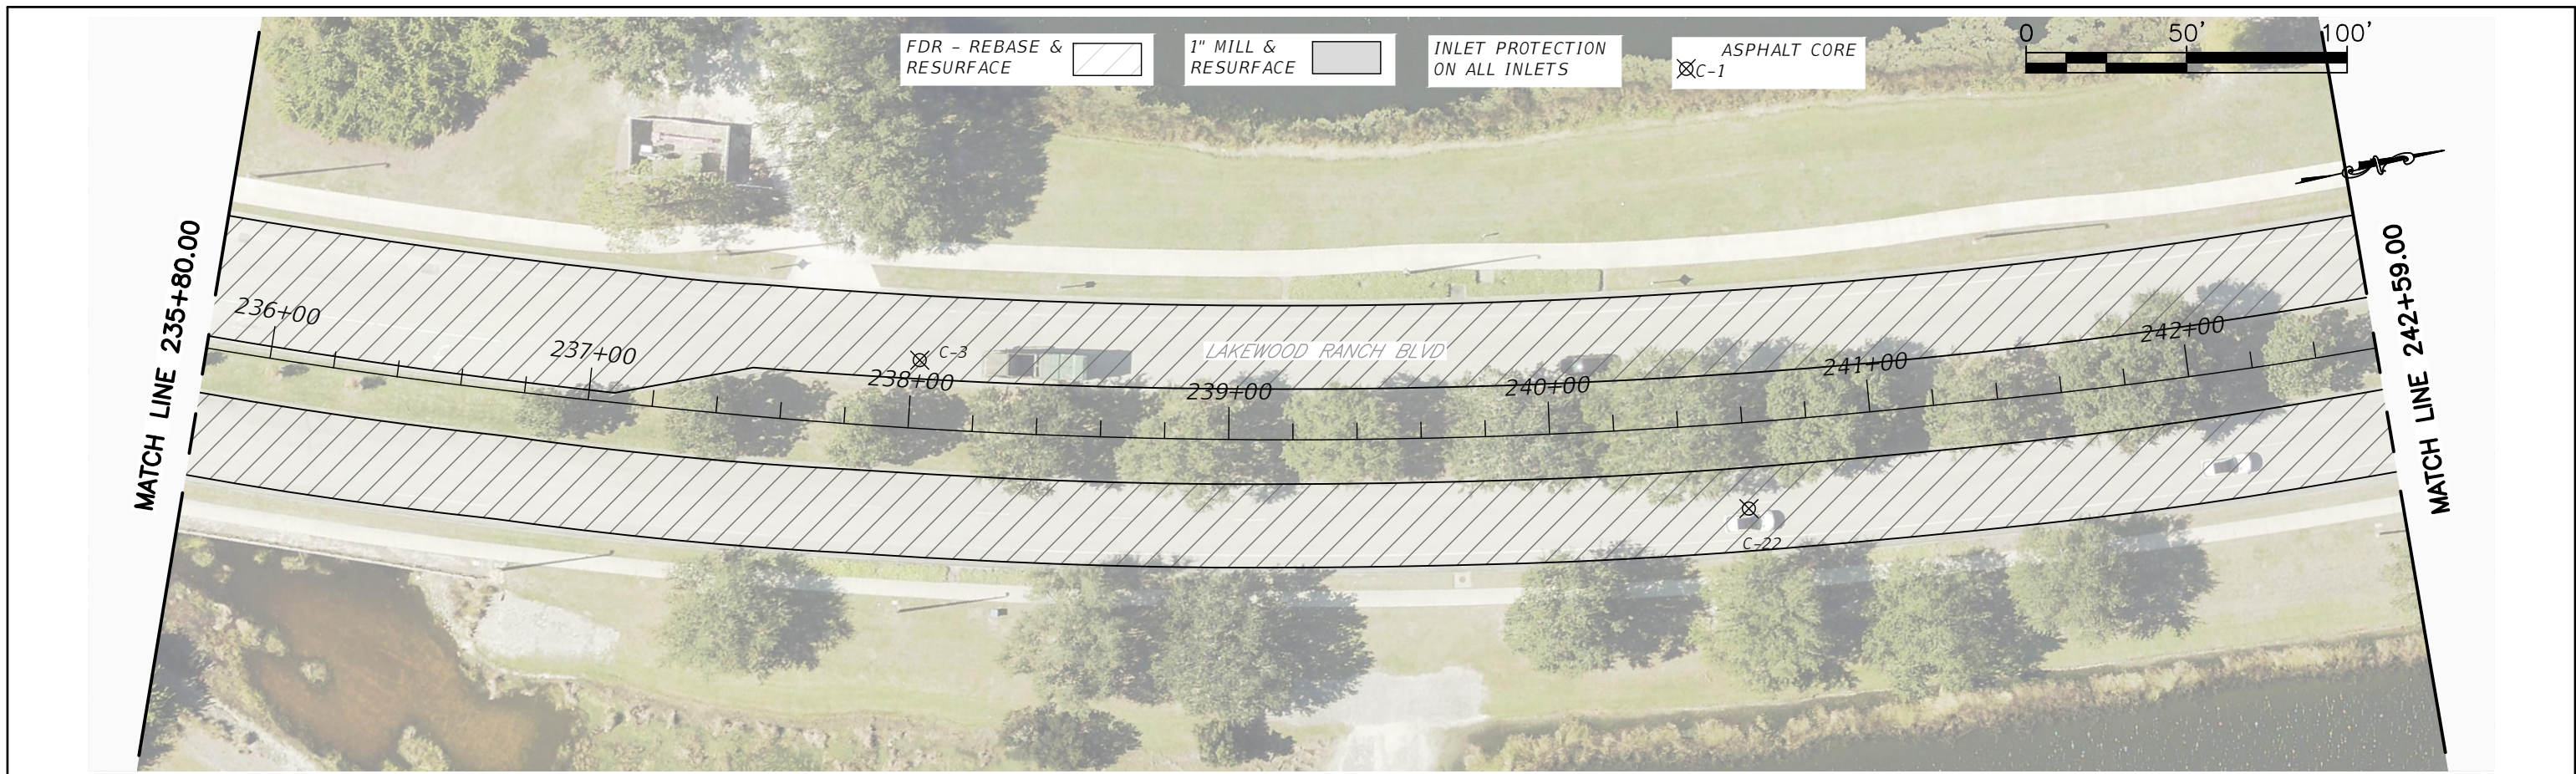 FDR - REBASE &
RESURFACE
1" MILL &
RESURFACE
INLET PROTECTION
ON ALL INLETS
ASPHALT CORE
C-1
0 50' 100'
MATCH LINE 235+80.00
MATCH LINE 242+59.00
236+00
237+00
C-3
238+00
LAKEWOOD RANCH BLVD
239+00
240+00
241+00
242+00
C-22